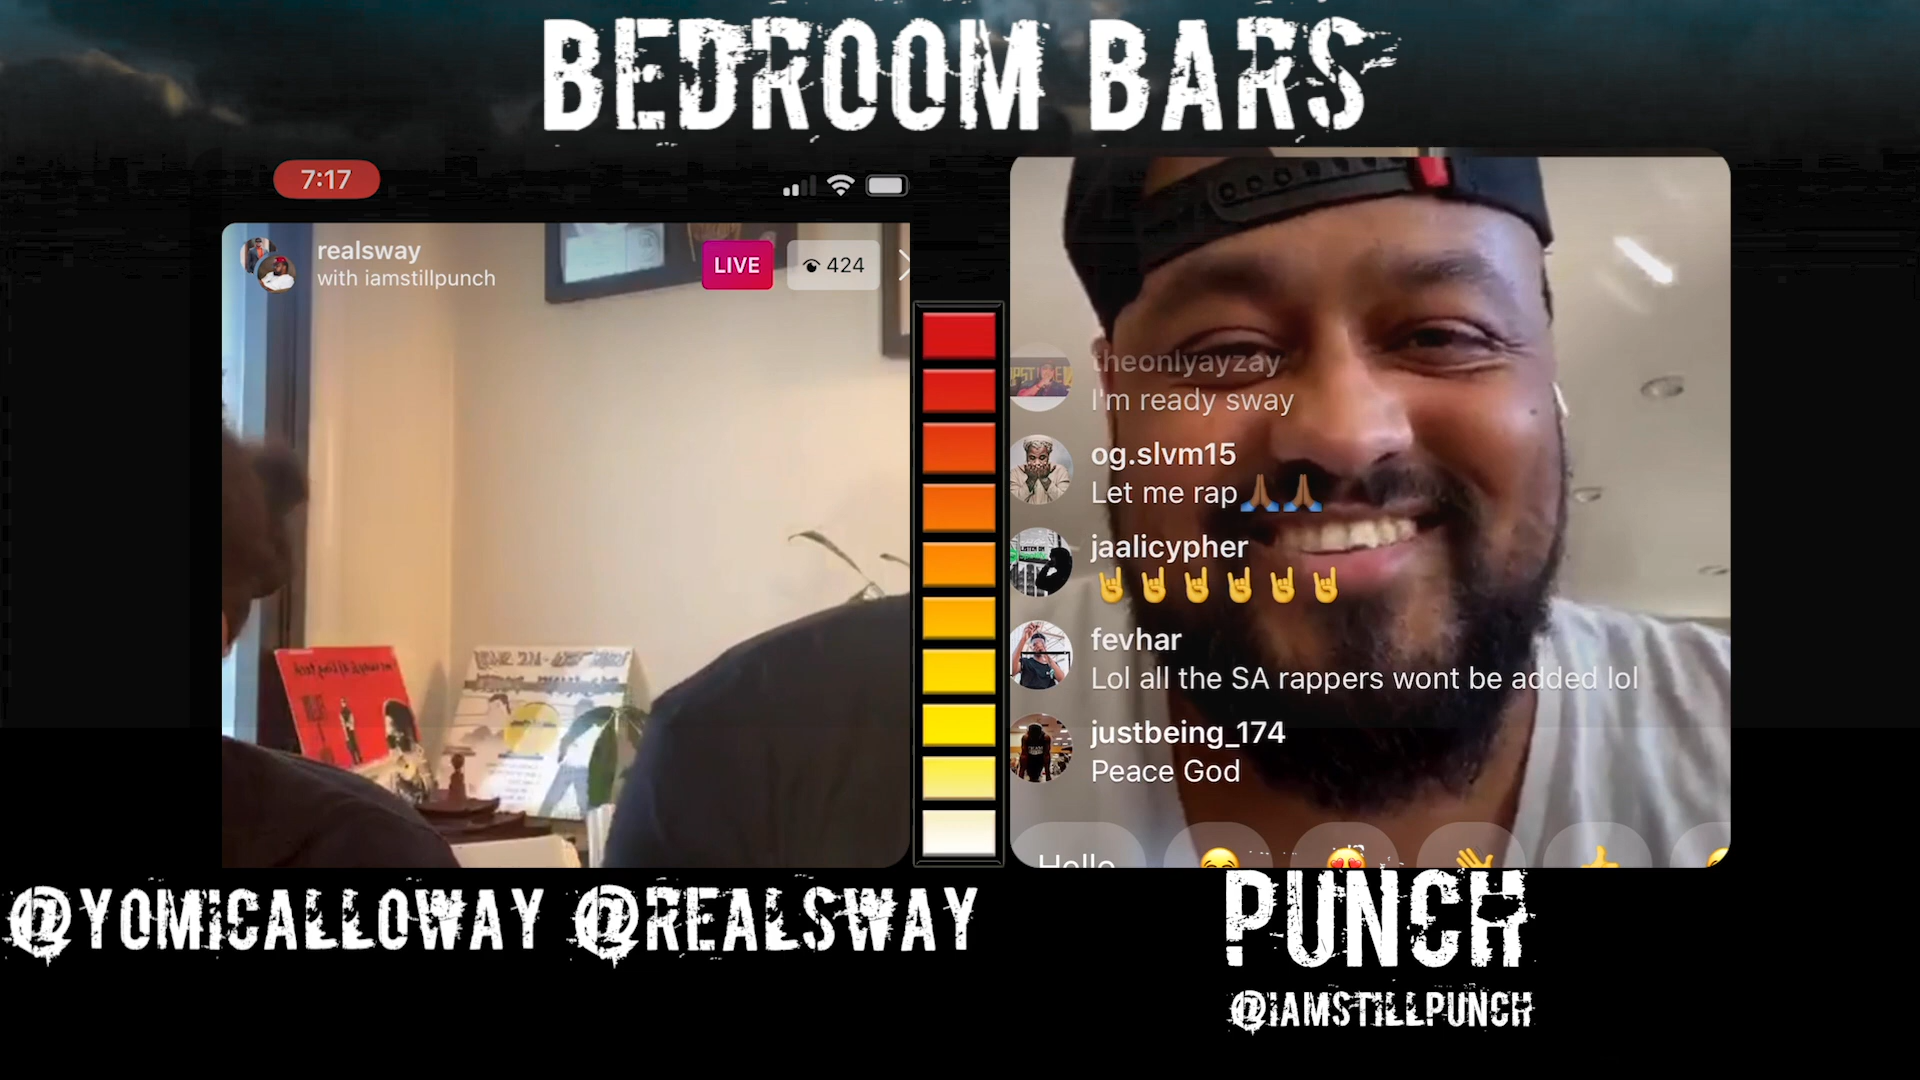 BEDROOM BARS
7:17
realsway
with iamstillpunch
LIVE
424
theonlyayzay
I'm ready sway
og.slvm15
Let me rap🙏🏾🙏🏾
jaalicypher
🤘🤘🤘🤘🤘🤘
fevhar
Lol all the SA rappers wont be added lol
justbeing_174
Peace God
Hello
@YOMICALLOWAY @REALSWAY
PUNCH
@IAMSTILLPUNCH